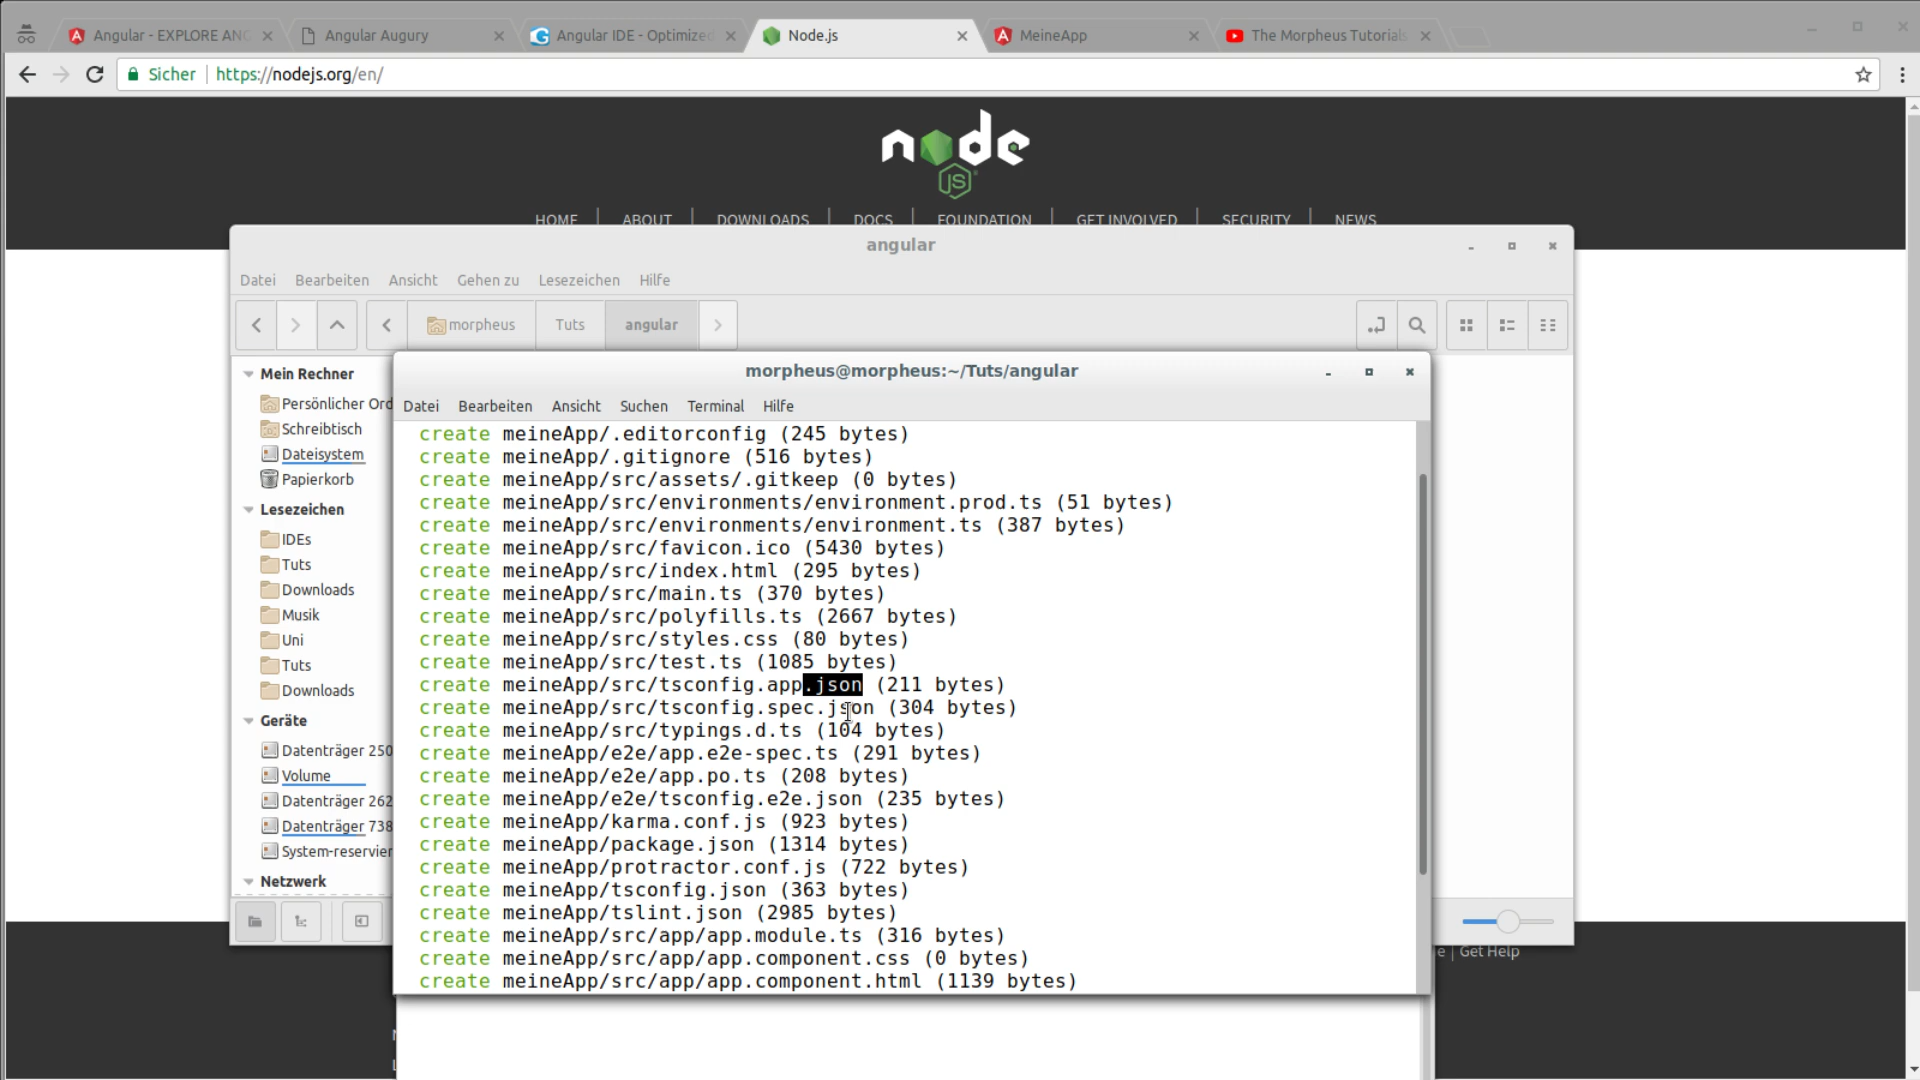 Angular - EXPLORE ANG
Angular Augury
Angular IDE - Optimized
Node.js
MeineApp
The Morpheus Tutorials
Sicher
https://nodejs.org/en/
node
JS
HOME
ABOUT
DOWNLOADS
DOCS
FOUNDATION
GET INVOLVED
SECURITY
NEWS
angular
Datei
Bearbeiten
Ansicht
Gehen zu
Lesezeichen
Hilfe
morpheus
Tuts
angular
Mein Rechner
Persönlicher Ord
Schreibtisch
Dateisystem
Papierkorb
Lesezeichen
IDEs
Tuts
Downloads
Musik
Uni
Tuts
Downloads
Geräte
Datenträger 250
Volume
Datenträger 262
Datenträger 738
System-reservier
Netzwerk
morpheus@morpheus:~/Tuts/angular
Datei
Bearbeiten
Ansicht
Suchen
Terminal
Hilfe
create meineApp/.editorconfig (245 bytes)
create meineApp/.gitignore (516 bytes)
create meineApp/src/assets/.gitkeep (0 bytes)
create meineApp/src/environments/environment.prod.ts (51 bytes)
create meineApp/src/environments/environment.ts (387 bytes)
create meineApp/src/favicon.ico (5430 bytes)
create meineApp/src/index.html (295 bytes)
create meineApp/src/main.ts (370 bytes)
create meineApp/src/polyfills.ts (2667 bytes)
create meineApp/src/styles.css (80 bytes)
create meineApp/src/test.ts (1085 bytes)
create meineApp/src/tsconfig.app.json (211 bytes)
create meineApp/src/tsconfig.spec.json (304 bytes)
create meineApp/src/typings.d.ts (104 bytes)
create meineApp/e2e/app.e2e-spec.ts (291 bytes)
create meineApp/e2e/app.po.ts (208 bytes)
create meineApp/e2e/tsconfig.e2e.json (235 bytes)
create meineApp/karma.conf.js (923 bytes)
create meineApp/package.json (1314 bytes)
create meineApp/protractor.conf.js (722 bytes)
create meineApp/tsconfig.json (363 bytes)
create meineApp/tslint.json (2985 bytes)
create meineApp/src/app/app.module.ts (316 bytes)
create meineApp/src/app/app.component.css (0 bytes)
create meineApp/src/app/app.component.html (1139 bytes)
e | Get Help